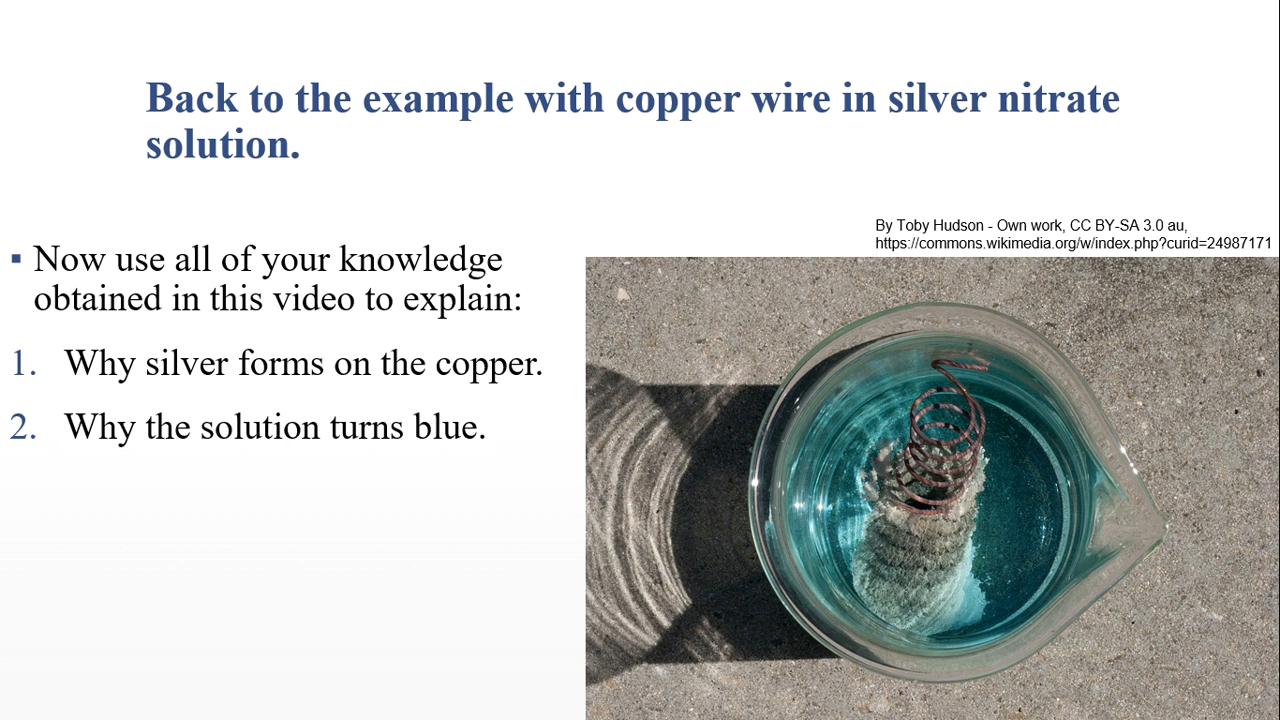 Back to the example with copper wire in silver nitrate
solution.
By Toby Hudson - Own work, CC BY-SA 3.0 au,
https://commons.wikimedia.org/w/index.php?curid=24987171
▪ Now use all of your knowledge
obtained in this video to explain:
1. Why silver forms on the copper.
2. Why the solution turns blue.